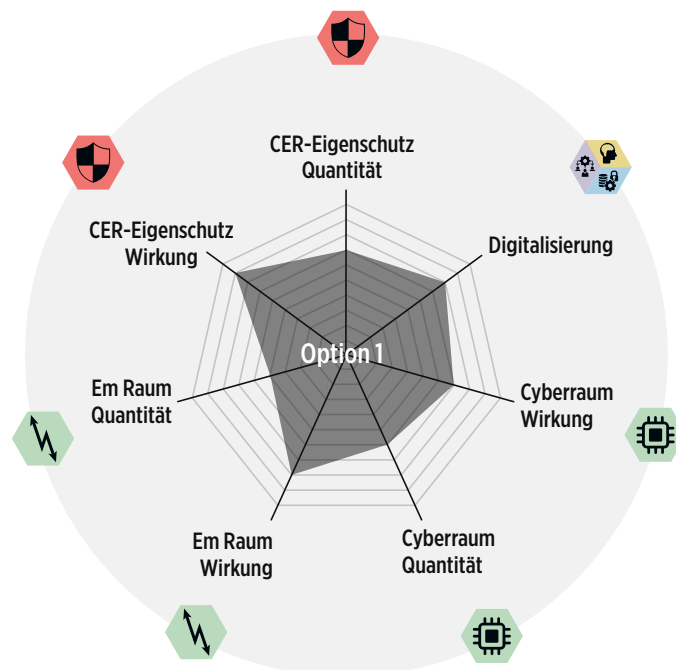 CER-Eigenschutz
Quantität
CER-Eigenschutz
Wirkung
Digitalisierung
Option 1
Em Raum
Quantität
Cyberraum
Wirkung
Em Raum
Wirkung
Cyberraum
Quantität